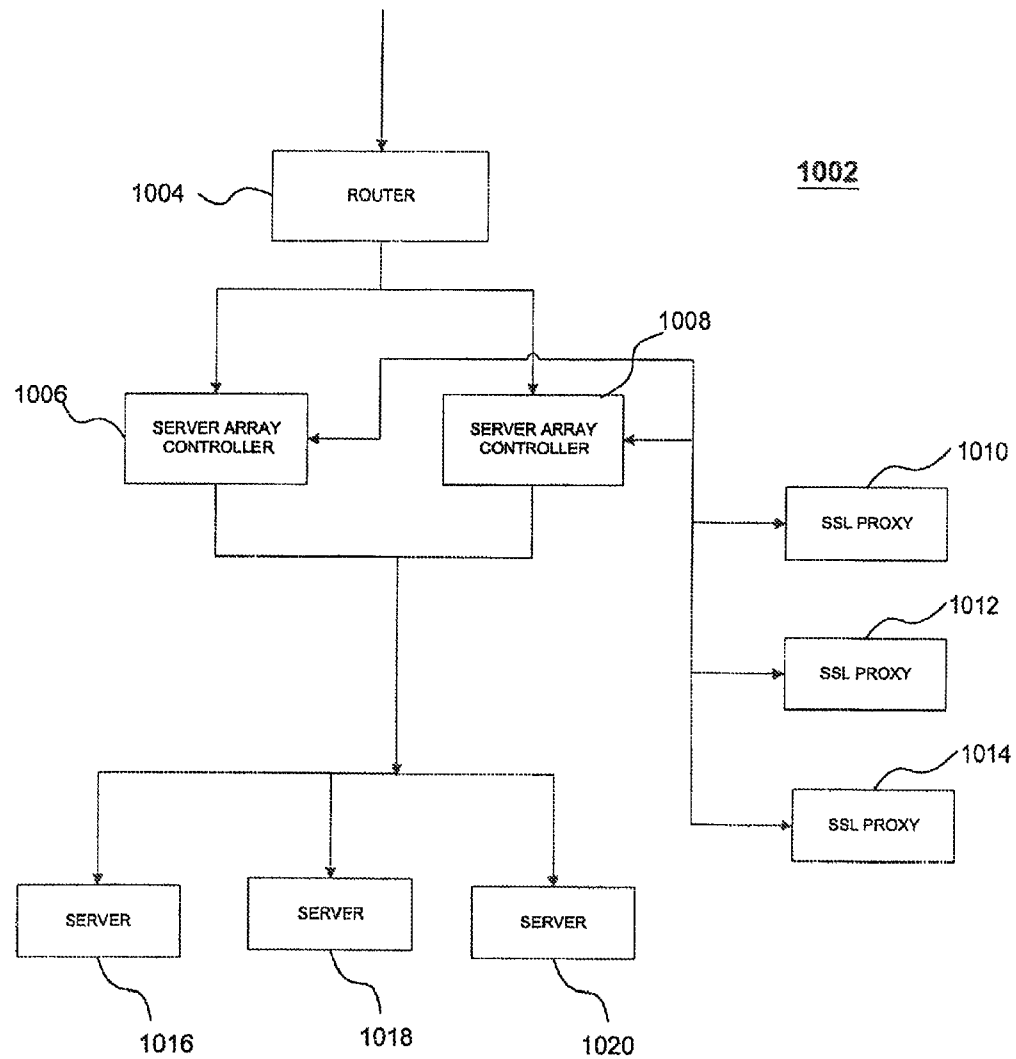 1002
1004
ROUTER
1008
1006
SERVER ARRAY
CONTROLLER
SERVER ARRAY
CONTROLLER
1010
SSL PROXY
1012
SSL PROXY
1014
SSL PROXY
SERVER
SERVER
SERVER
1016
1018
1020